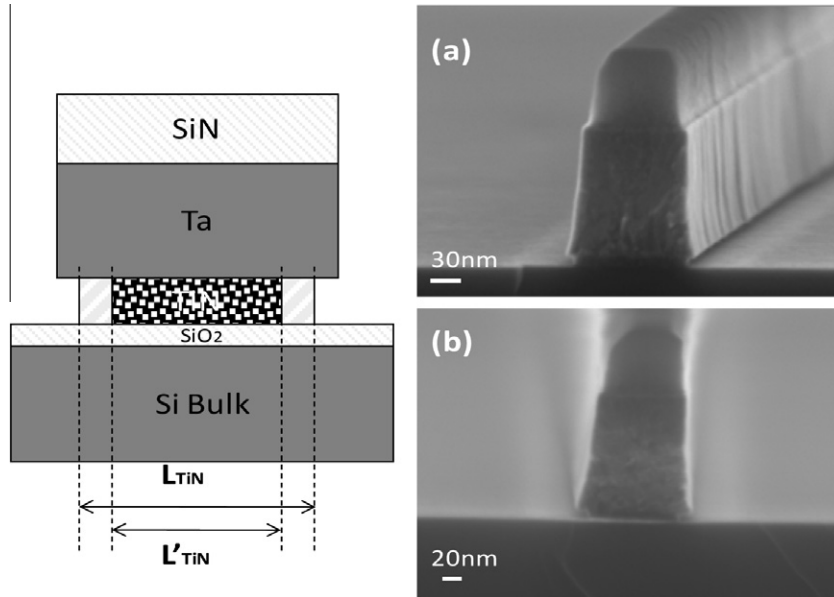 SiN
Ta
TiN
SiO2
Si Bulk
LTiN
L'TiN
(a)
30nm
(b)
20nm